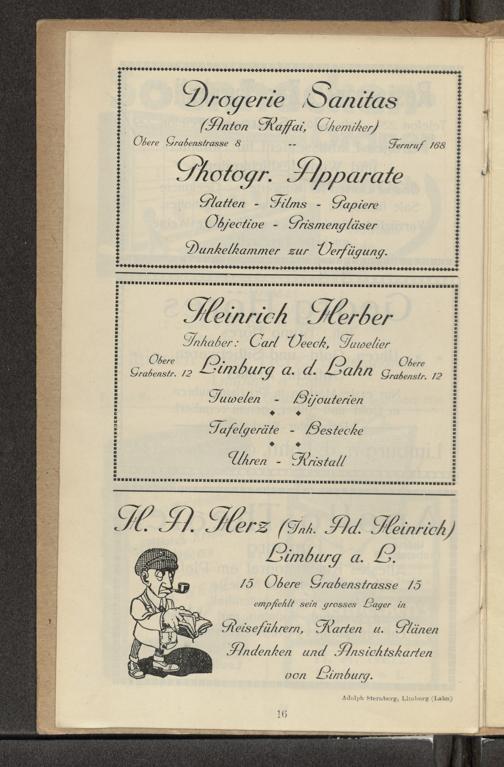 Drogerie Sanitas
(Anton Kaffai, Chemiker)
Obere Grabenstrasse 8 -- Fernruf 168
Photogr. Apparate
Platten - Films - Papiere
Objective - Prismengläser
Dunkelkammer zur Verfügung.
Heinrich Herber
Inhaber: Carl Veeck, Juwelier
Obere Grabenstr. 12 Limburg a. d. Lahn Obere Grabenstr. 12
Juwelen - Bijouterien
Tafelgeräte - Bestecke
Uhren - Kristall
H. A. Herz (Inh. Ad. Heinrich)
Limburg a. L.
15 Obere Grabenstrasse 15
empfiehlt sein grosses Lager in
Reiseführern, Karten u. Plänen
Andenken und Ansichtskarten
von Limburg.
Adolph Sternberg, Limburg (Lahn)
16